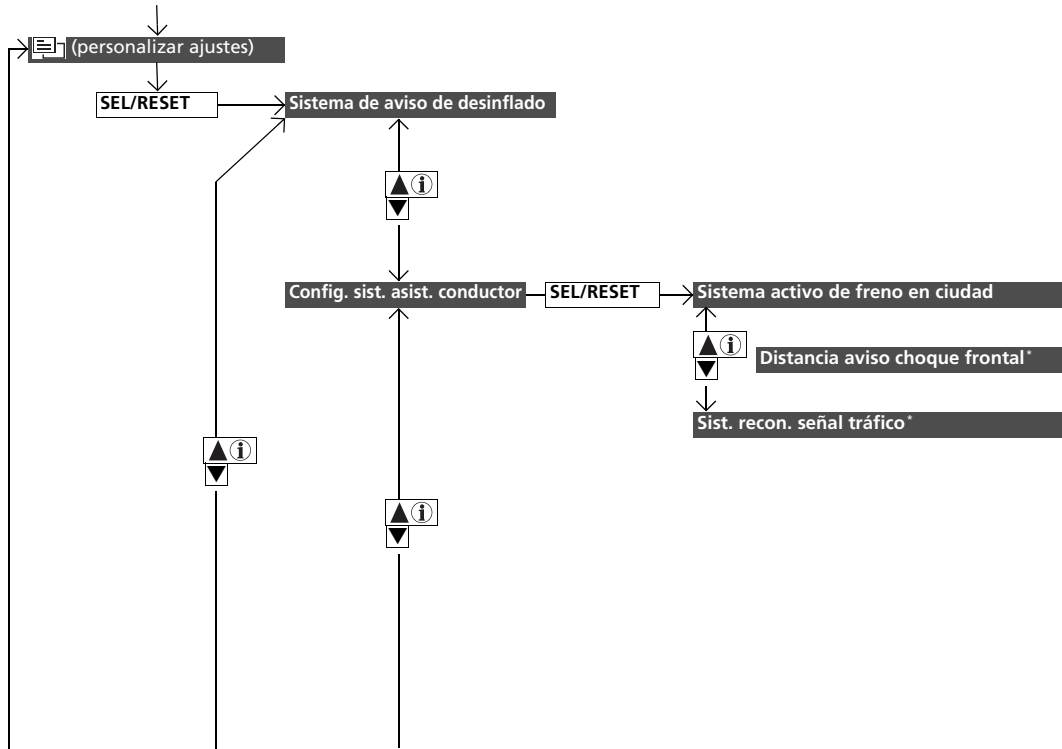 (personalizar ajustes)
SEL/RESET
Sistema de aviso de desinflado
Config. sist. asist. conductor
SEL/RESET
Sistema activo de freno en ciudad
Distancia aviso choque frontal*
Sist. recon. señal tráfico*